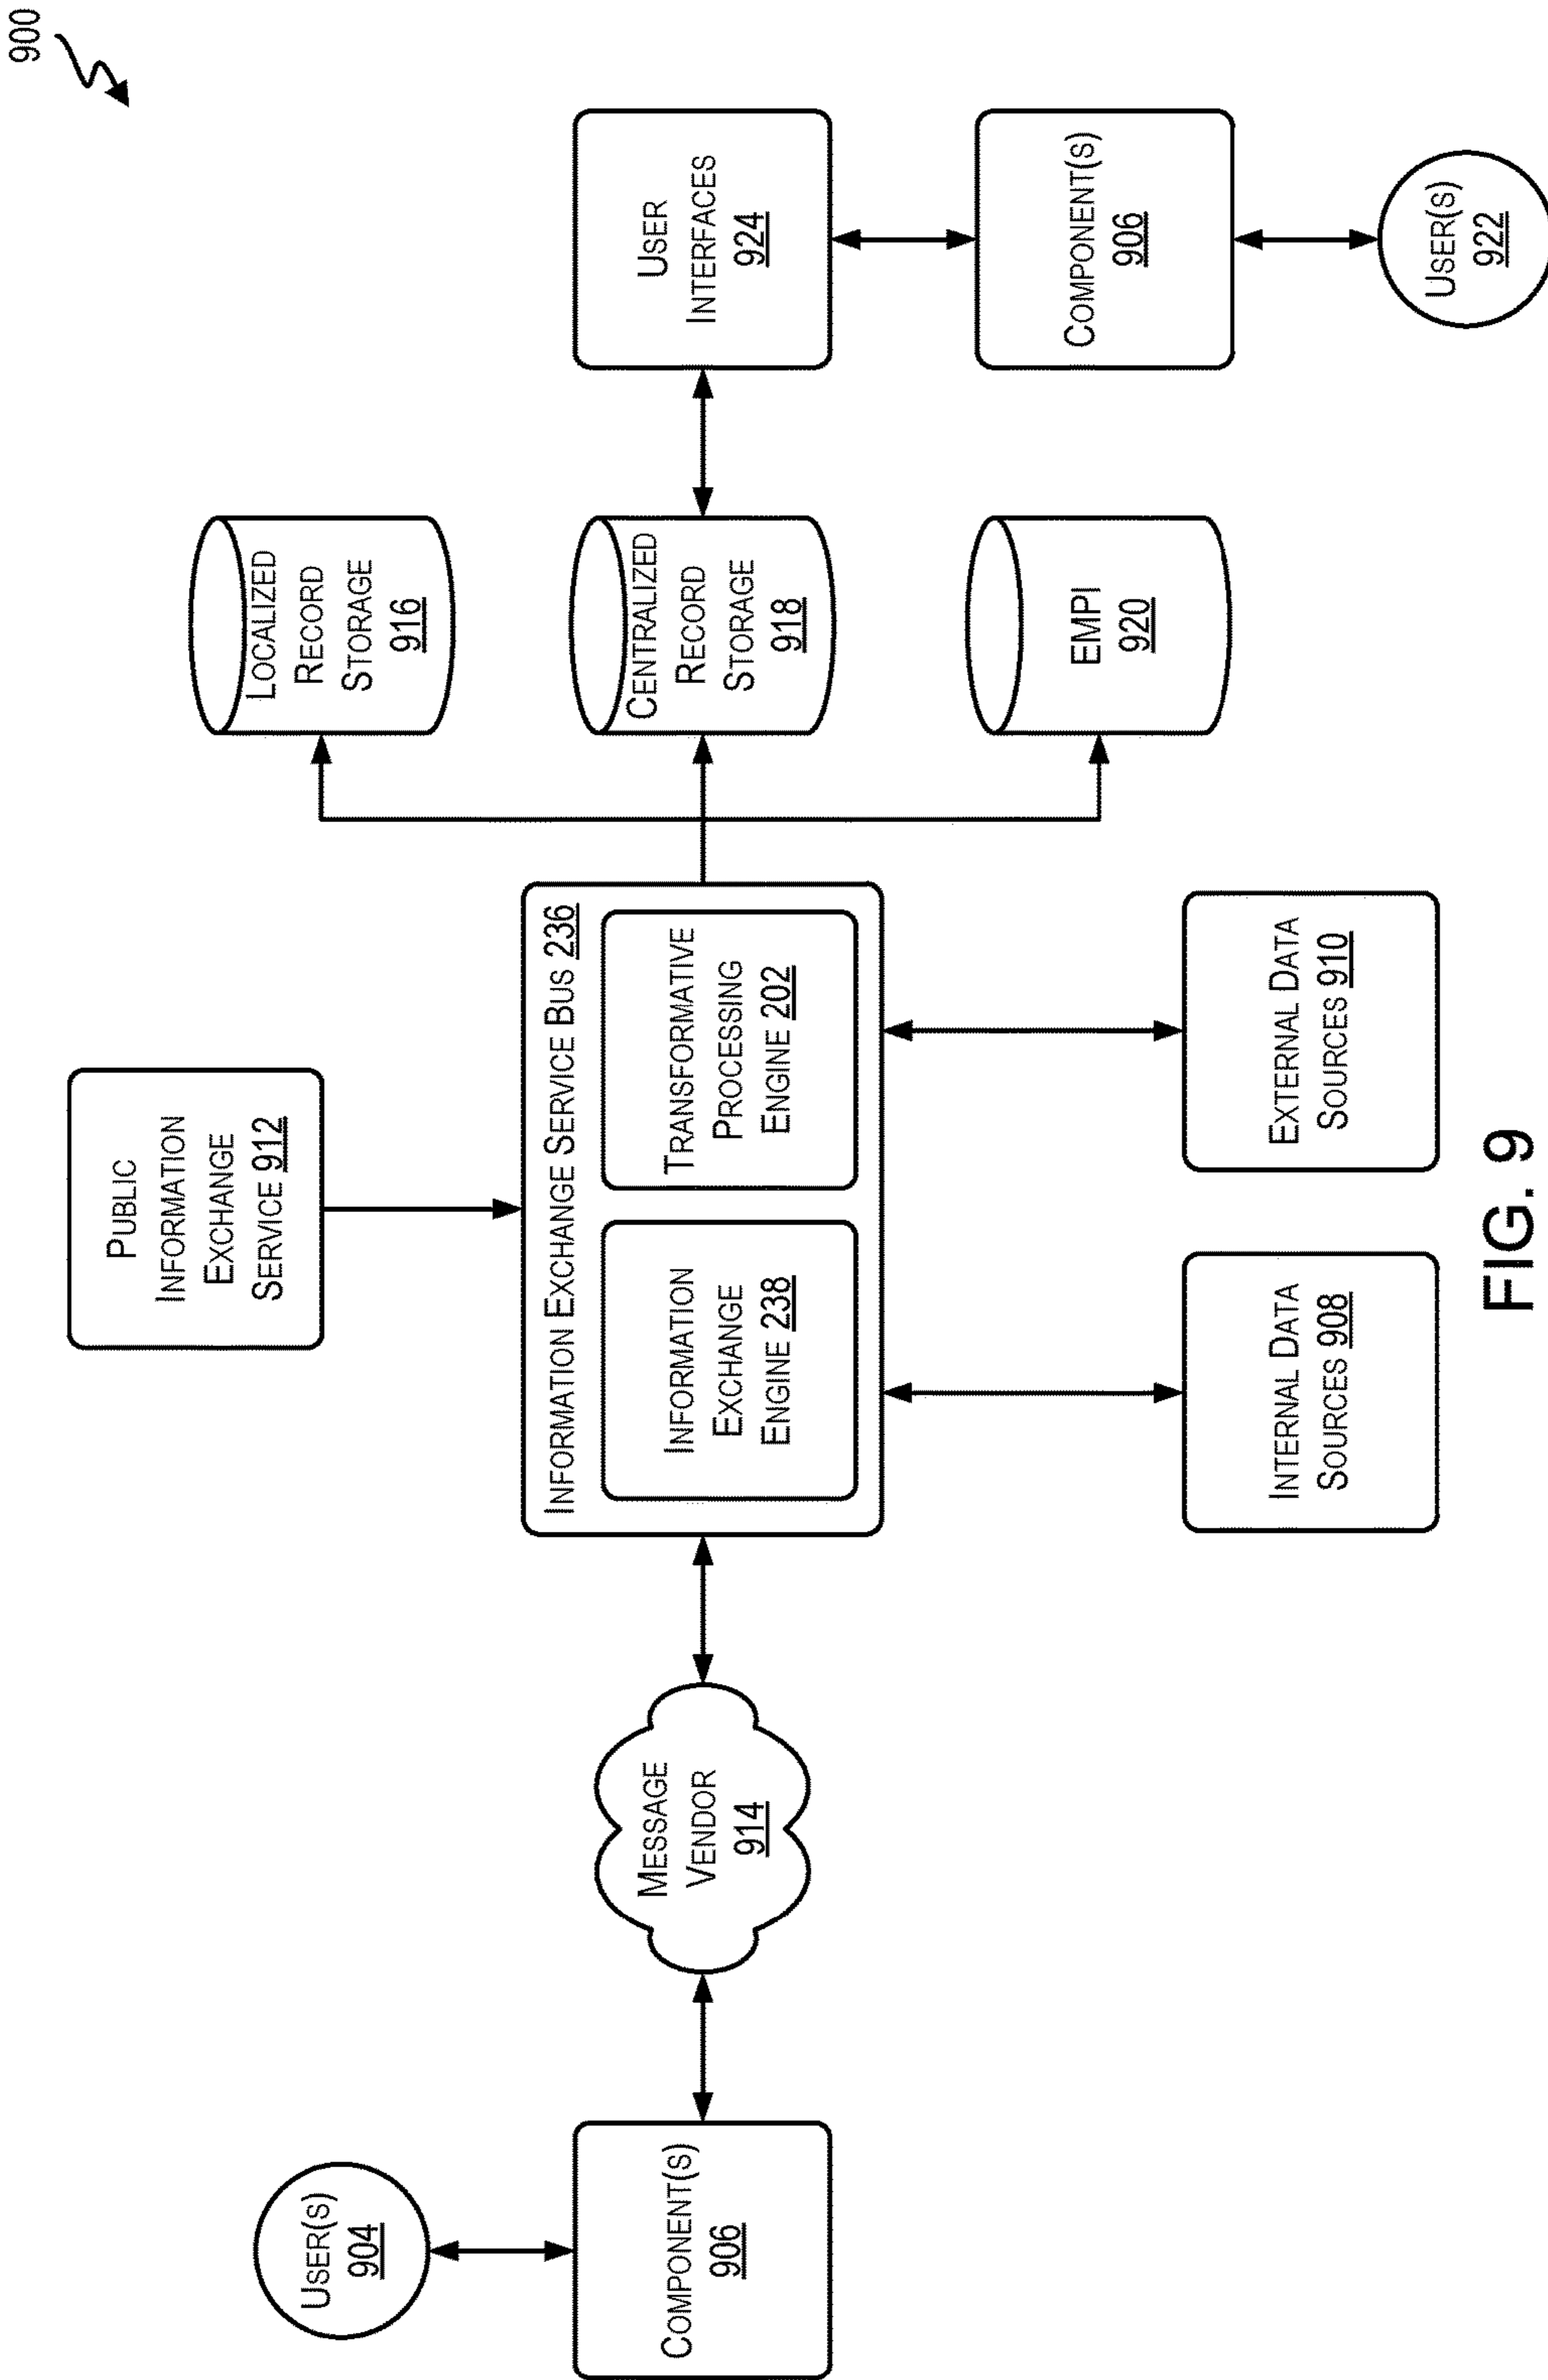 900
PUBLIC
INFORMATION
EXCHANGE
SERVICE 912
LOCALIZED
RECORD
STORAGE
916
USER(S)
904
COMPONENT(S)
906
MESSAGE
VENDOR
914
INFORMATION EXCHANGE SERVICE BUS 236
INFORMATION
EXCHANGE
ENGINE 238
TRANSFORMATIVE
PROCESSING
ENGINE 202
CENTRALIZED
RECORD
STORAGE
918
USER
INTERFACES
924
EMPI
920
COMPONENT(S)
906
INTERNAL DATA
SOURCES 908
EXTERNAL DATA
SOURCES 910
USER(S)
922
FIG. 9